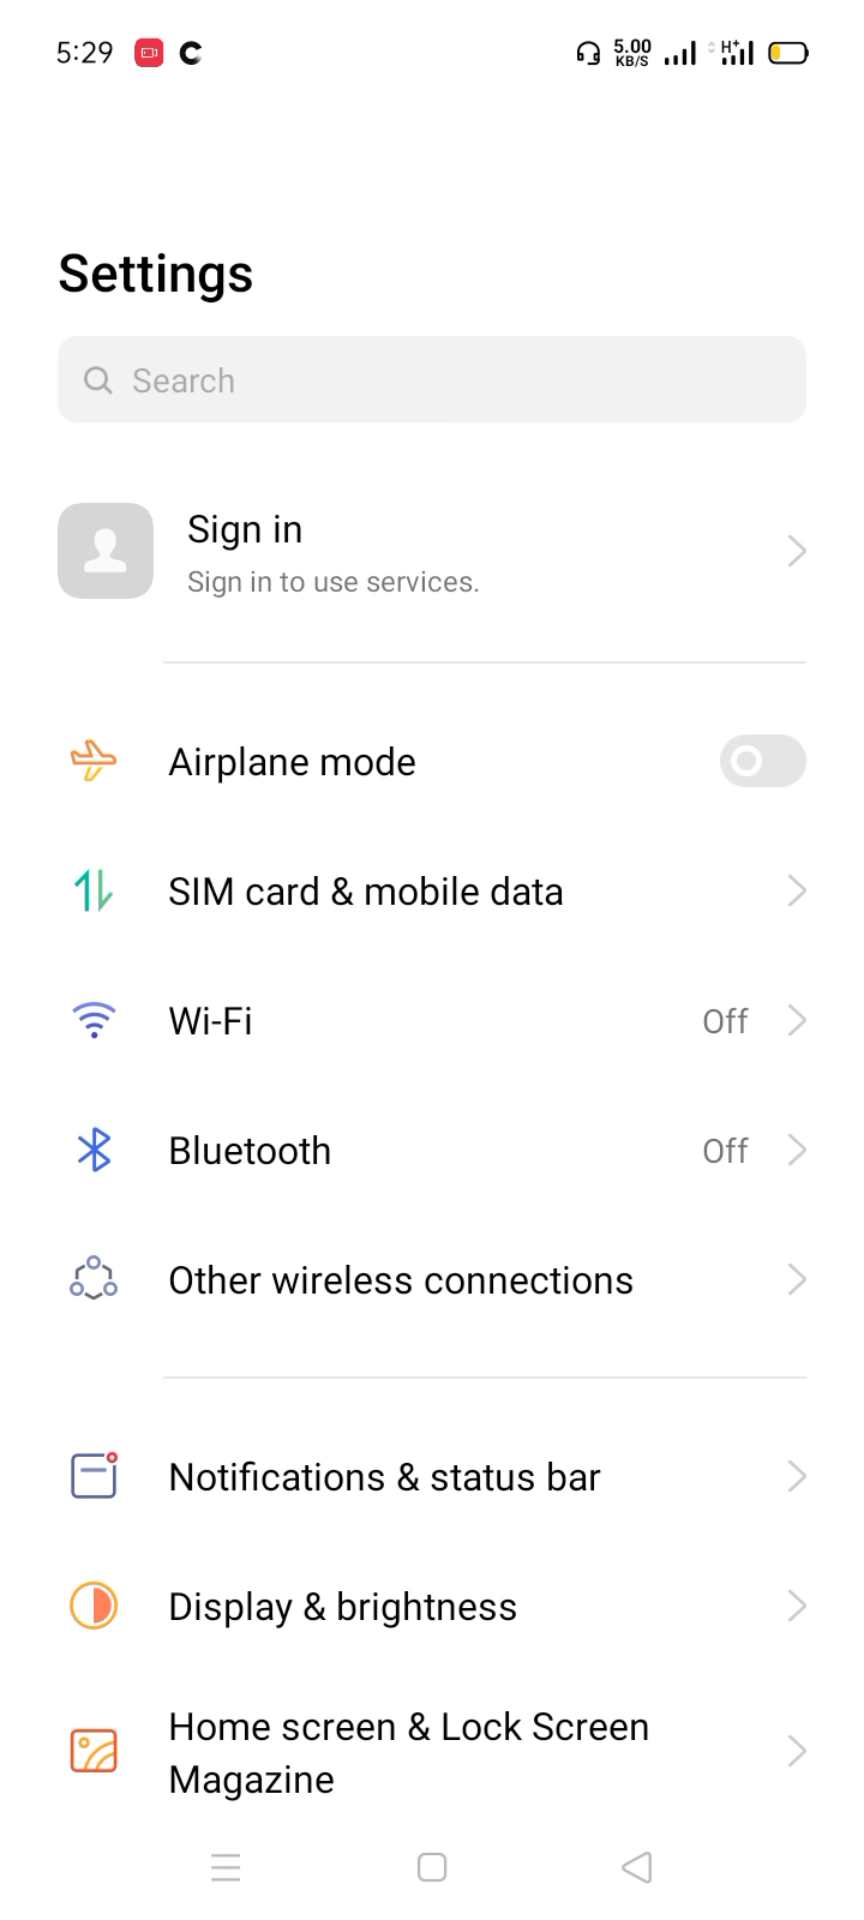 5:29
5.00
KB/S
H+
Settings
Search
Sign in
Sign in to use services.
Airplane mode
SIM card & mobile data
Wi-Fi
Off
Bluetooth
Off
Other wireless connections
Notifications & status bar
Display & brightness
Home screen & Lock Screen
Magazine